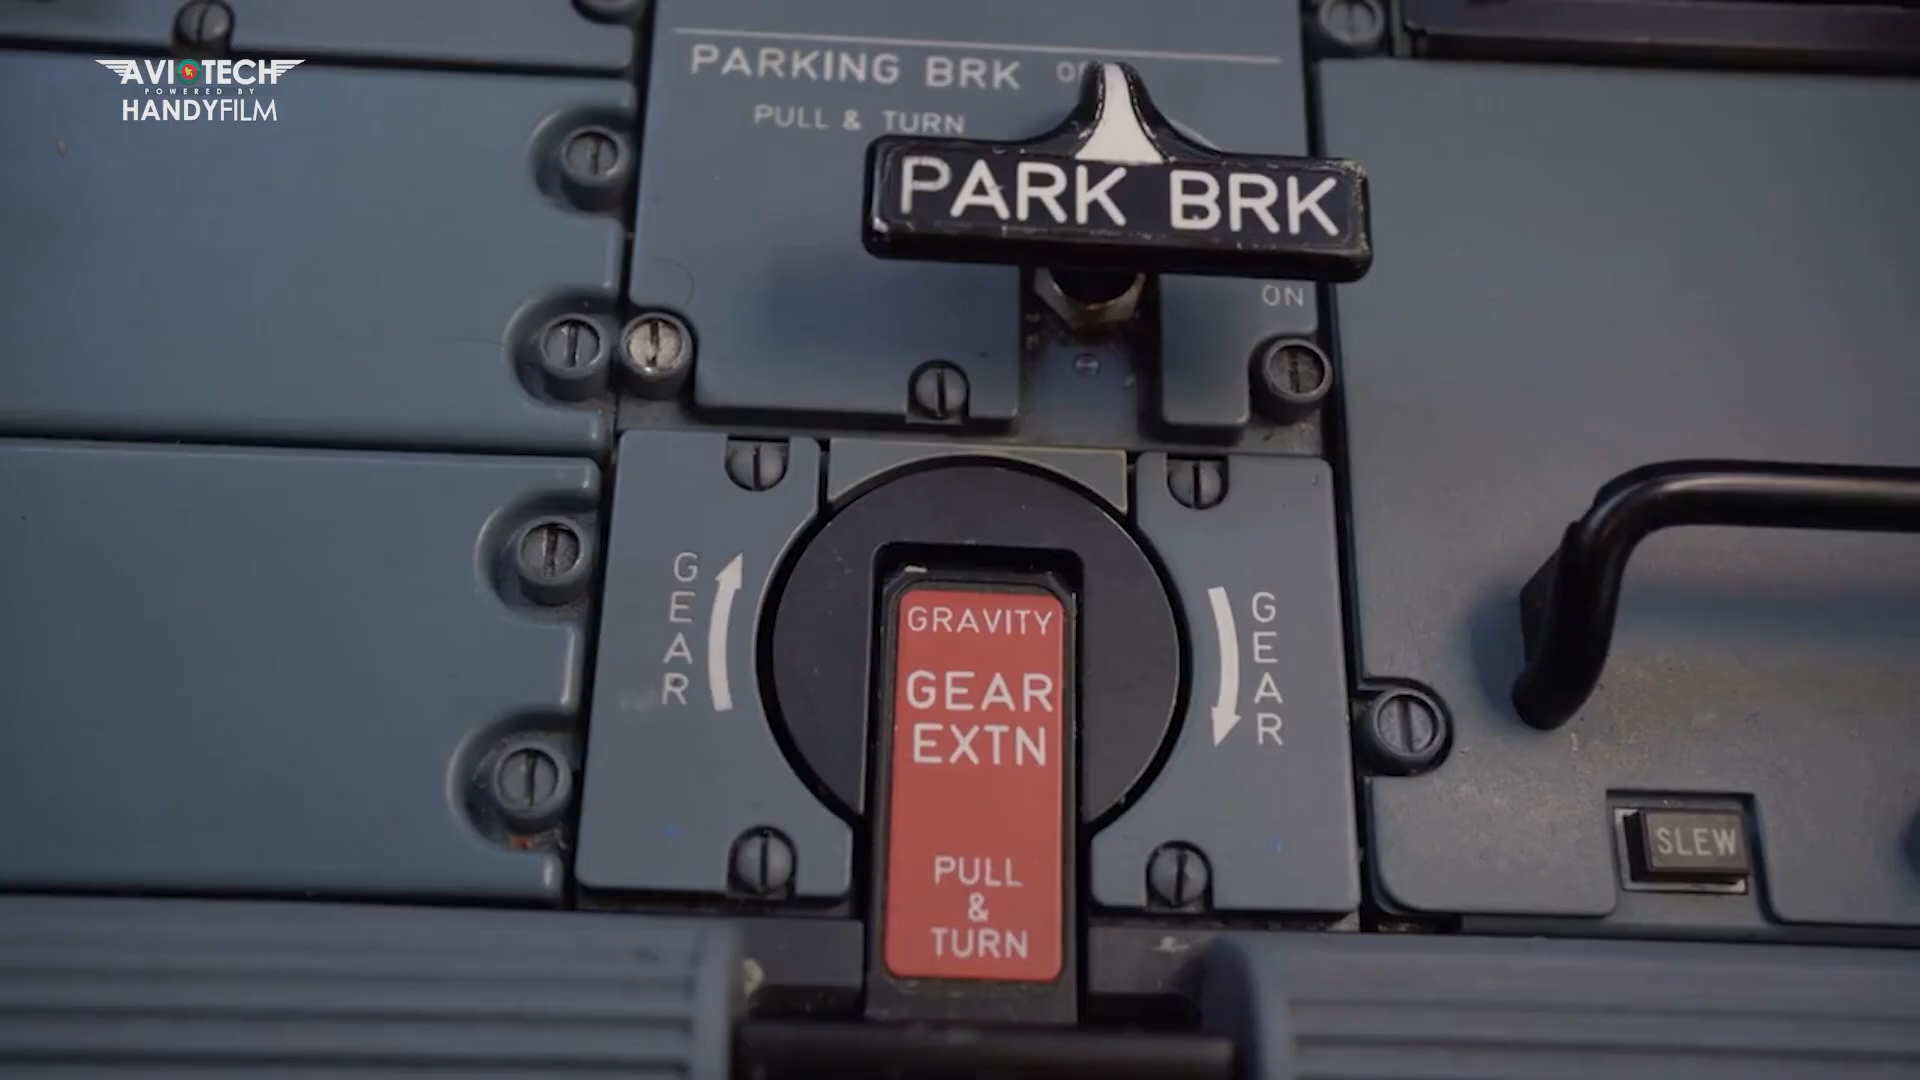 AVIOTECH
POWERED BY
HANDYFILM
PARKING BRK
PULL & TURN
PARK BRK
ON
GEAR
GRAVITY
GEAR
EXTN
PULL
&
TURN
GEAR
SLEW